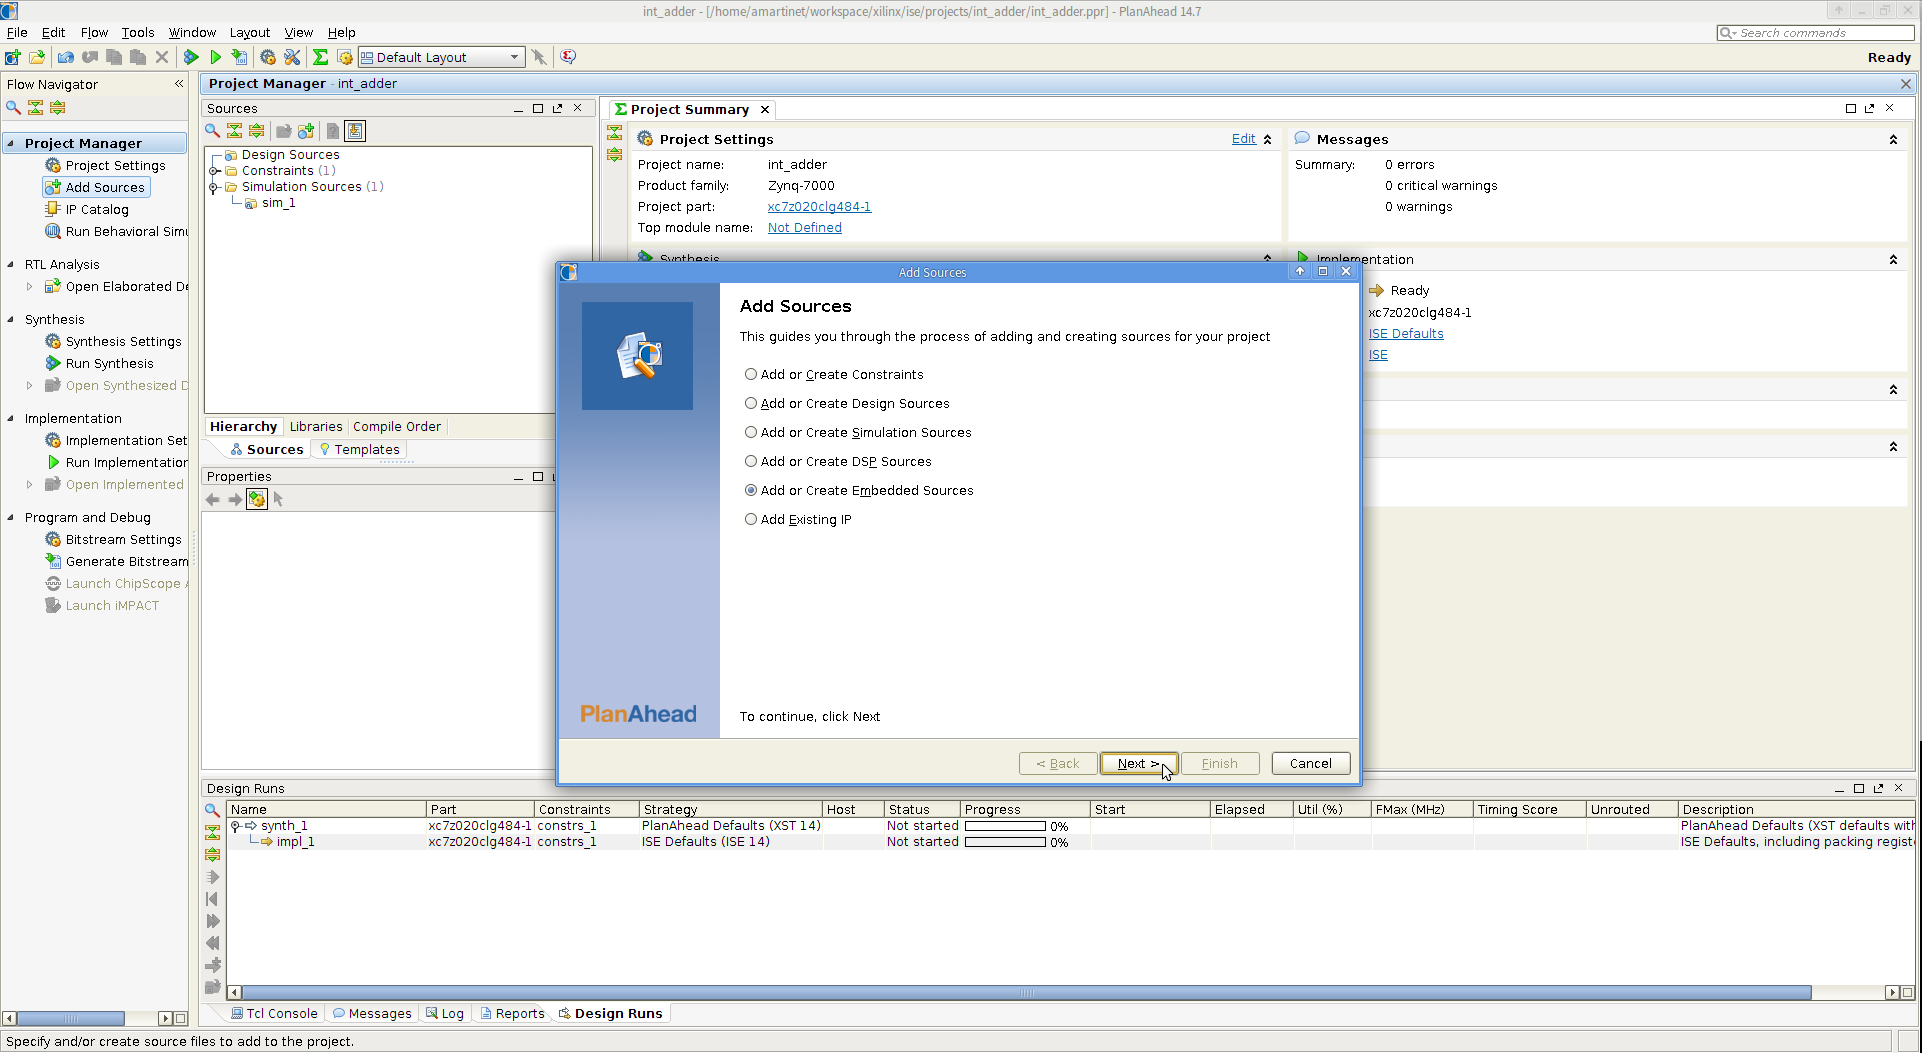 int_adder - [/home/amartinet/workspace/xilinx/ise/projects/int_adder/int_adder.ppr] - PlanAhead 14.7
File Edit Flow Tools Window Layout View Help
Search commands
Default Layout
Ready
Flow Navigator
Project Manager - int_adder
Project Manager
Project Settings
Add Sources
IP Catalog
Run Behavioral Simu
RTL Analysis
Open Elaborated De
Synthesis
Synthesis Settings
Run Synthesis
Open Synthesized D
Implementation
Implementation Set
Run Implementation
Open Implemented
Program and Debug
Bitstream Settings
Generate Bitstream
Launch ChipScope A
Launch iMPACT
Sources
Design Sources
Constraints (1)
Simulation Sources (1)
sim_1
Hierarchy Libraries Compile Order
Sources Templates
Properties
Project Summary
Project Settings Edit
Project name: int_adder
Product family: Zynq-7000
Project part: xc7z020clg484-1
Top module name: Not Defined
Synthesis
Messages
Summary: 0 errors
0 critical warnings
0 warnings
Implementation
Ready
xc7z020clg484-1
ISE Defaults
ISE
Add Sources
Add Sources
This guides you through the process of adding and creating sources for your project
Add or Create Constraints
Add or Create Design Sources
Add or Create Simulation Sources
Add or Create DSP Sources
Add or Create Embedded Sources
Add Existing IP
PlanAhead
To continue, click Next
< Back Next > Finish Cancel
Design Runs
Name Part Constraints Strategy Host Status Progress Start Elapsed Util (%) FMax (MHz) Timing Score Unrouted Description
synth_1 xc7z020clg484-1 constrs_1 PlanAhead Defaults (XST 14) Not started 0% PlanAhead Defaults (XST defaults with
impl_1 xc7z020clg484-1 constrs_1 ISE Defaults (ISE 14) Not started 0% ISE Defaults, including packing registe
Tcl Console Messages Log Reports Design Runs
Specify and/or create source files to add to the project.